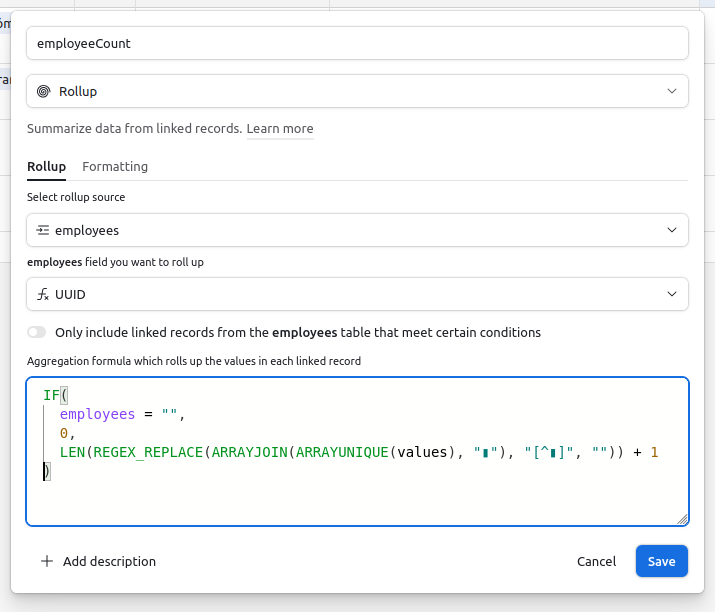 employeeCount
Rollup
Summarize data from linked records. Learn more
Rollup Formatting
Select rollup source
employees
employees field you want to roll up
UUID
Only include linked records from the employees table that meet certain conditions
Aggregation formula which rolls up the values in each linked record
IF(
employees = "",
0,
LEN(REGEX_REPLACE(ARRAYJOIN(ARRAYUNIQUE(values), "▮"), "[^▮]", "")) + 1
)
+ Add description Cancel Save